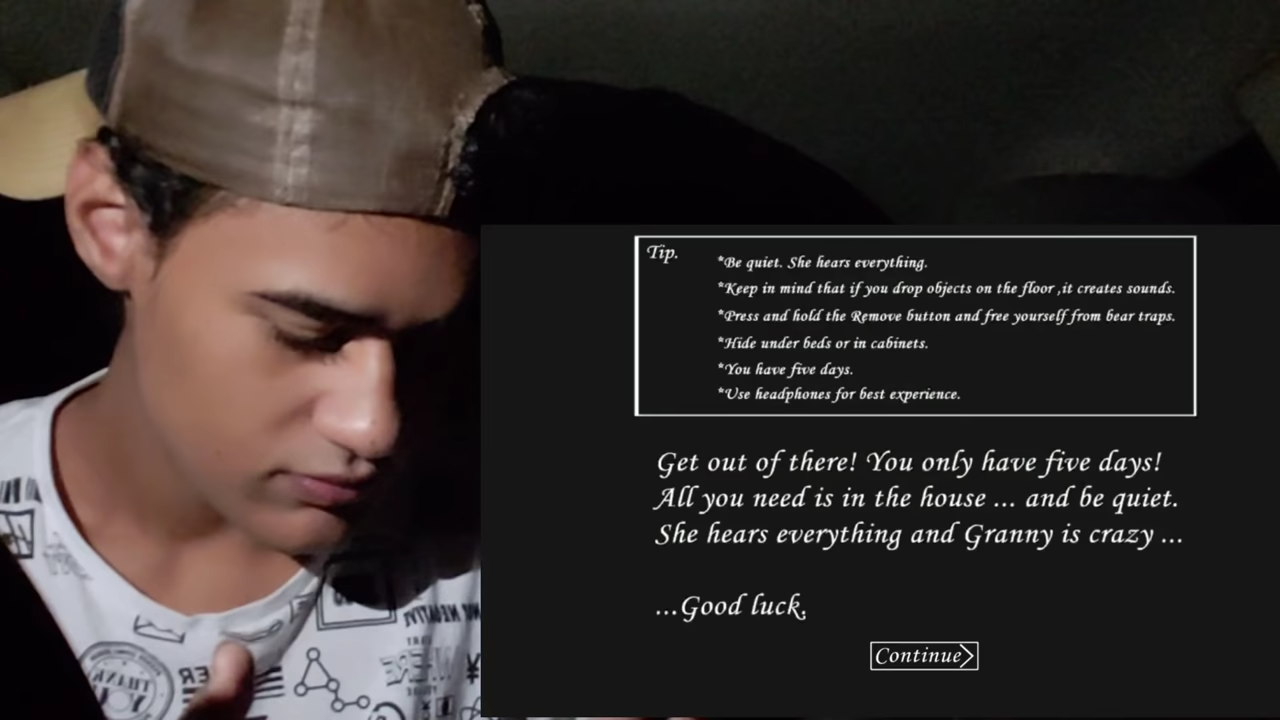 Tip.
*Be quiet. She hears everything.
*Keep in mind that if you drop objects on the floor ,it creates sounds.
*Press and hold the Remove button and free yourself from bear traps.
*Hide under beds or in cabinets.
*You have five days.
*Use headphones for best experience.
Get out of there! You only have five days!
All you need is in the house ... and be quiet.
She hears everything and Granny is crazy ...
...Good luck.
Continue
THANK